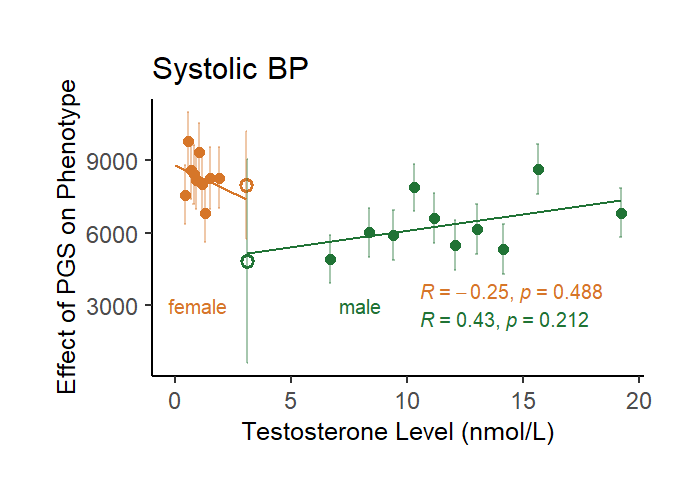 Systolic BP
Effect of PGS on Phenotype
9000
6000
3000
female
male
R = −0.25, p = 0.488
R = 0.43, p = 0.212
0 5 10 15 20
Testosterone Level (nmol/L)